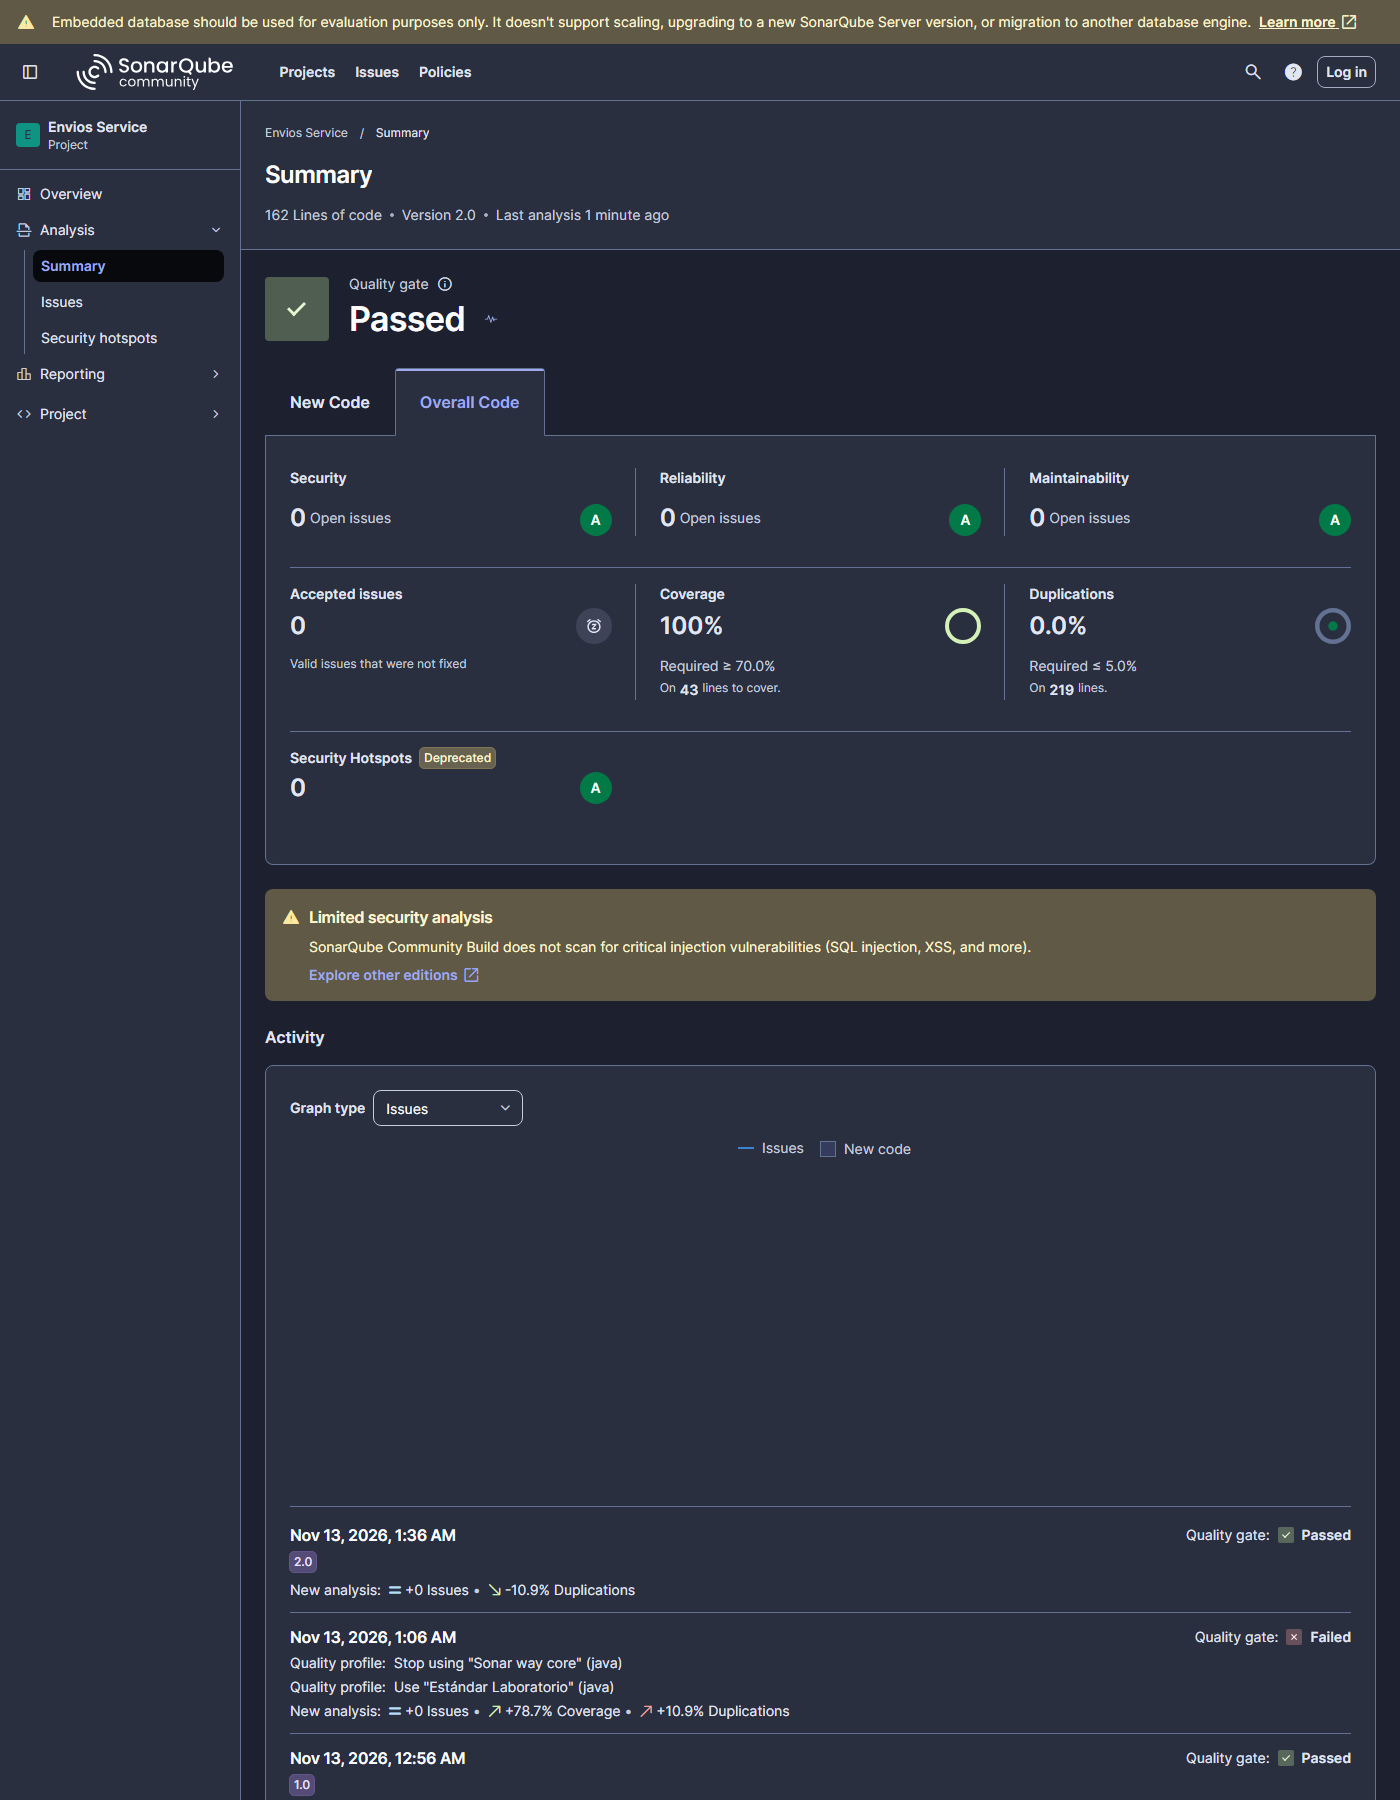 Embedded database should be used for evaluation purposes only. It doesn't support scaling, upgrading to a new SonarQube Server version, or migration to another database engine. Learn more
SonarQube community
Projects Issues Policies
? Log in
E Envios Service
Project
Overview
Analysis
Summary
Issues
Security hotspots
Reporting
Project
Envios Service / Summary
Summary
162 Lines of code • Version 2.0 • Last analysis 1 minute ago
Quality gate
Passed
New Code Overall Code
Security
0 Open issues A
Reliability
0 Open issues A
Maintainability
0 Open issues A
Accepted issues
0
Valid issues that were not fixed
Coverage
100%
Required ≥ 70.0%
On 43 lines to cover.
Duplications
0.0%
Required ≤ 5.0%
On 219 lines.
Security Hotspots Deprecated
0 A
Limited security analysis
SonarQube Community Build does not scan for critical injection vulnerabilities (SQL injection, XSS, and more).
Explore other editions
Activity
Graph type Issues
Issues New code
Nov 13, 2026, 1:36 AM Quality gate: Passed
2.0
New analysis: +0 Issues • -10.9% Duplications
Nov 13, 2026, 1:06 AM Quality gate: Failed
Quality profile: Stop using "Sonar way core" (java)
Quality profile: Use "Estándar Laboratorio" (java)
New analysis: +0 Issues • +78.7% Coverage • +10.9% Duplications
Nov 13, 2026, 12:56 AM Quality gate: Passed
1.0